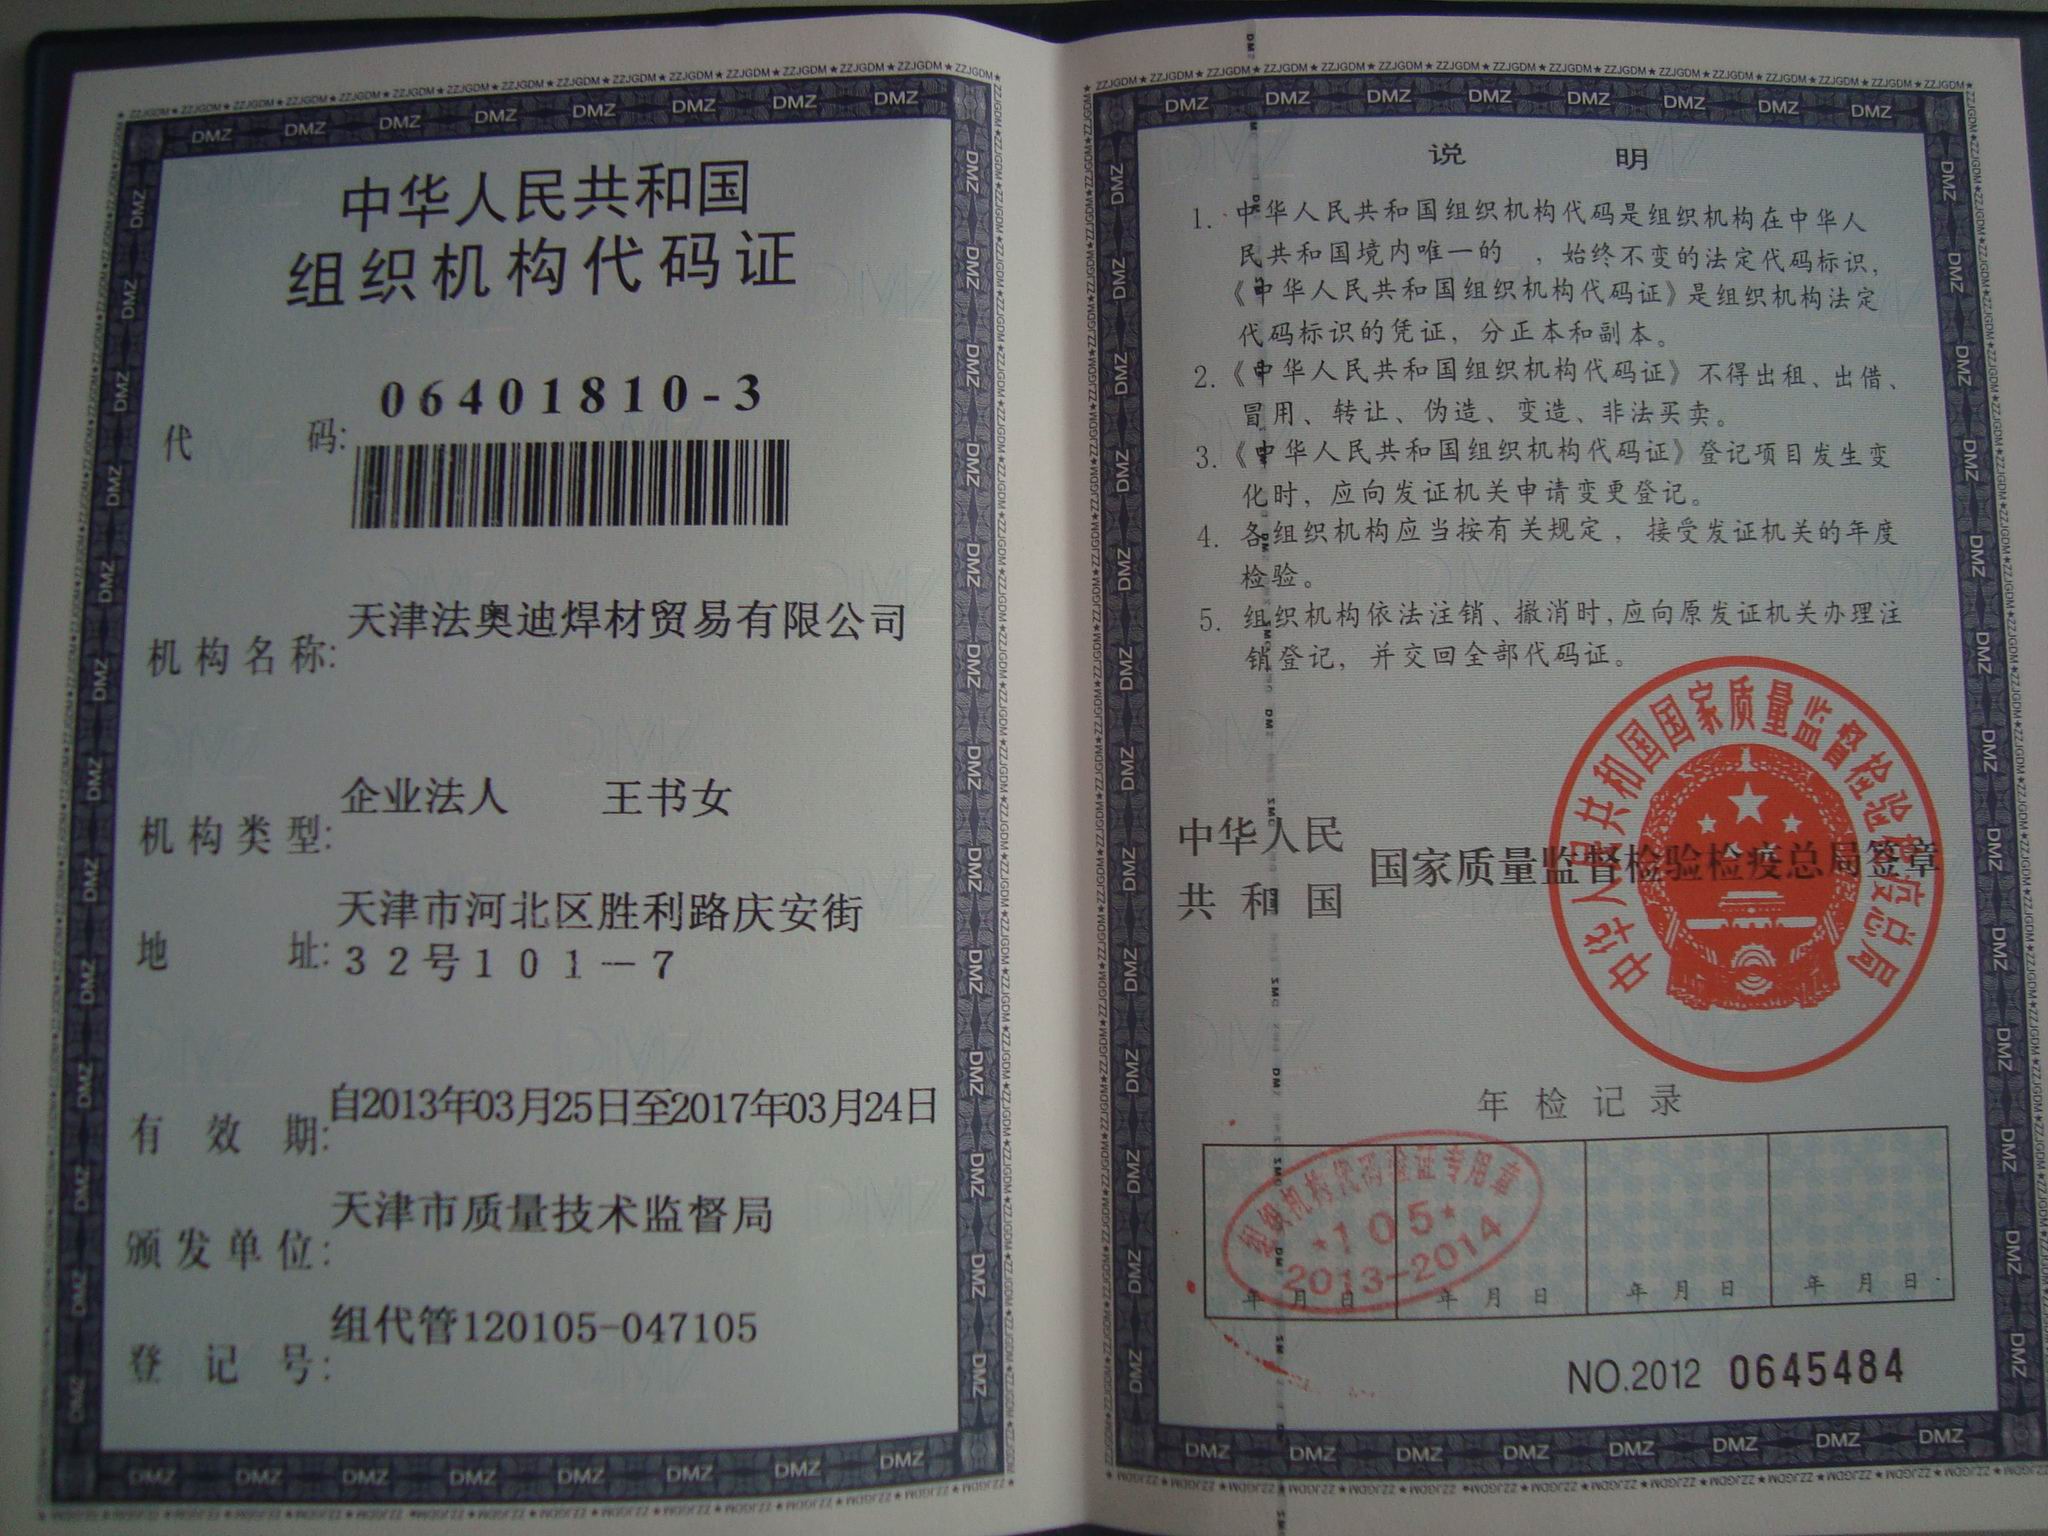 中华人民共和国
组织机构代码证
代 码: 06401810-3
机构名称: 天津法奥迪焊材贸易有限公司
机构类型: 企业法人 王书女
地 址: 天津市河北区胜利路庆安街
32号101-7
有 效 期: 自2013年03月25日至2017年03月24日
颁发单位: 天津市质量技术监督局
登 记 号: 组代管120105-047105
说 明
1. 中华人民共和国组织机构代码是组织机构在中华人
民共和国境内唯一的 ,始终不变的法定代码标识,
《中华人民共和国组织机构代码证》是组织机构法定
代码标识的凭证,分正本和副本。
2.《中华人民共和国组织机构代码证》不得出租、出借、
冒用、转让、伪造、变造、非法买卖。
3.《中华人民共和国组织机构代码证》登记项目发生变
化时,应向发证机关申请变更登记。
4. 各组织机构应当按有关规定,接受发证机关的年度
检验。
5. 组织机构依法注销、撤消时,应向原发证机关办理注
销登记,并交回全部代码证。
中华人民
共和国
国家质量监督检验检疫总局签章
中华人民共和国国家质量监督检验检疫总局
年检记录
组织机构代码验证专用章
★105★
2013-2014
年 月 日 年 月 日 年 月 日 年 月 日
NO.2012 0645484